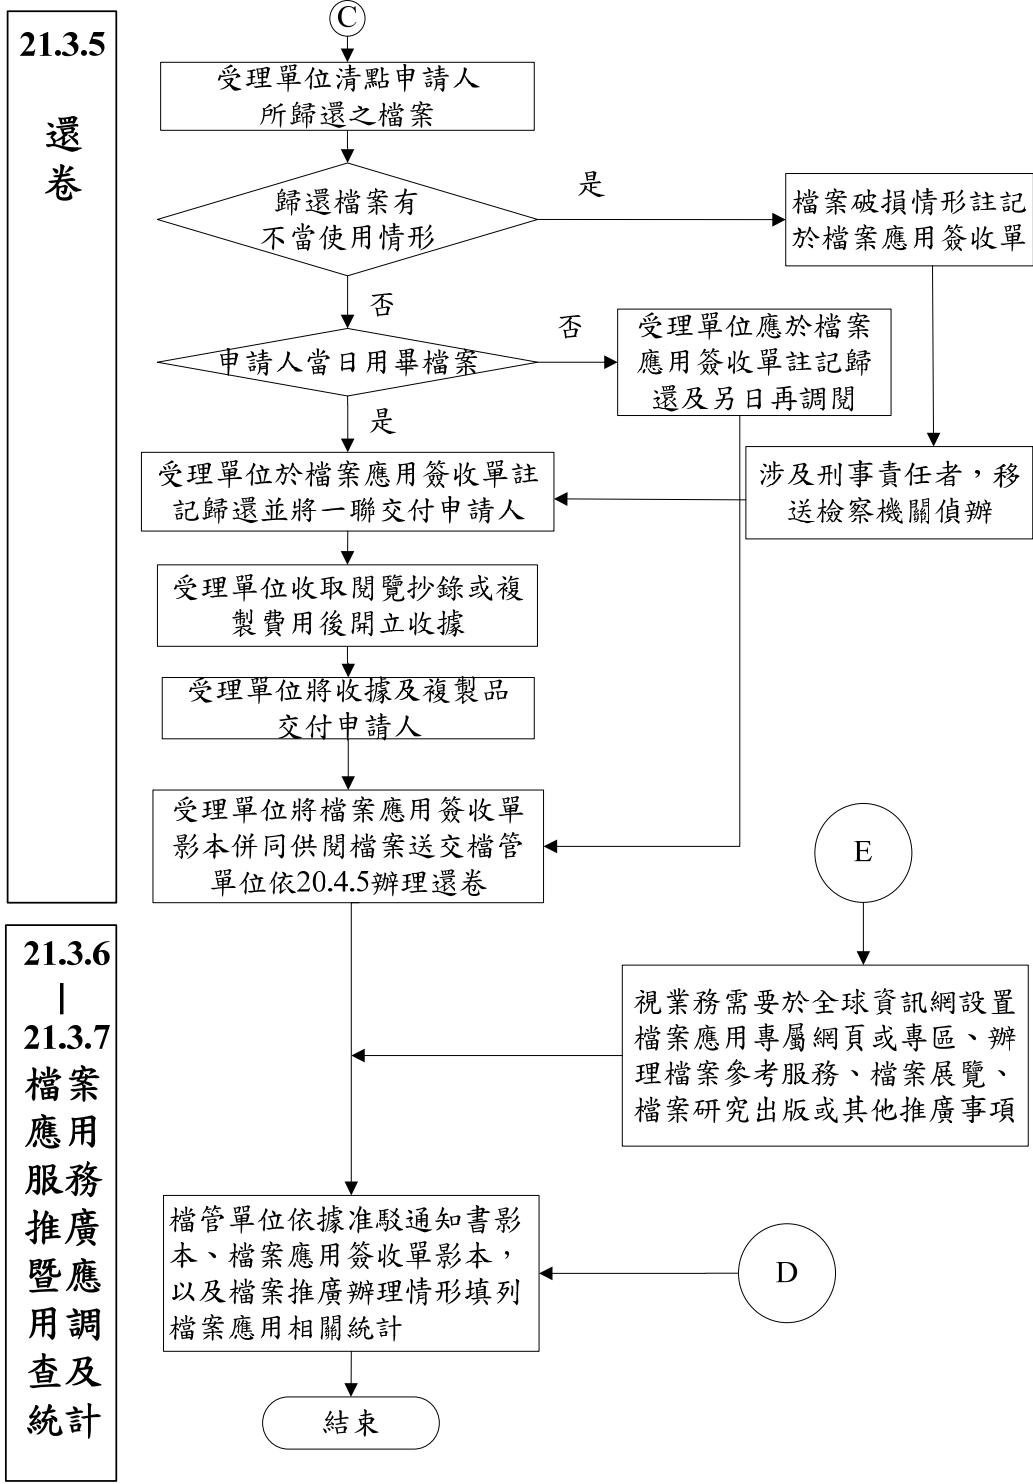 21.3.5
還
卷
C
受理單位清點申請人
所歸還之檔案
歸還檔案有
不當使用情形
是
檔案破損情形註記
於檔案應用簽收單
否
申請人當日用畢檔案
否
受理單位應於檔案
應用簽收單註記歸
還及另日再調閱
是
受理單位於檔案應用簽收單註
記歸還並將一聯交付申請人
涉及刑事責任者，移
送檢察機關偵辦
受理單位收取閱覽抄錄或複
製費用後開立收據
受理單位將收據及複製品
交付申請人
受理單位將檔案應用簽收單
影本併同供閱檔案送交檔管
單位依20.4.5辦理還卷
E
21.3.6
｜
21.3.7
檔案
應用
服務
推廣
暨應
用調
查及
統計
視業務需要於全球資訊網設置
檔案應用專屬網頁或專區、辦
理檔案參考服務、檔案展覽、
檔案研究出版或其他推廣事項
檔管單位依據准駁通知書影
本、檔案應用簽收單影本，
以及檔案推廣辦理情形填列
檔案應用相關統計
D
結束